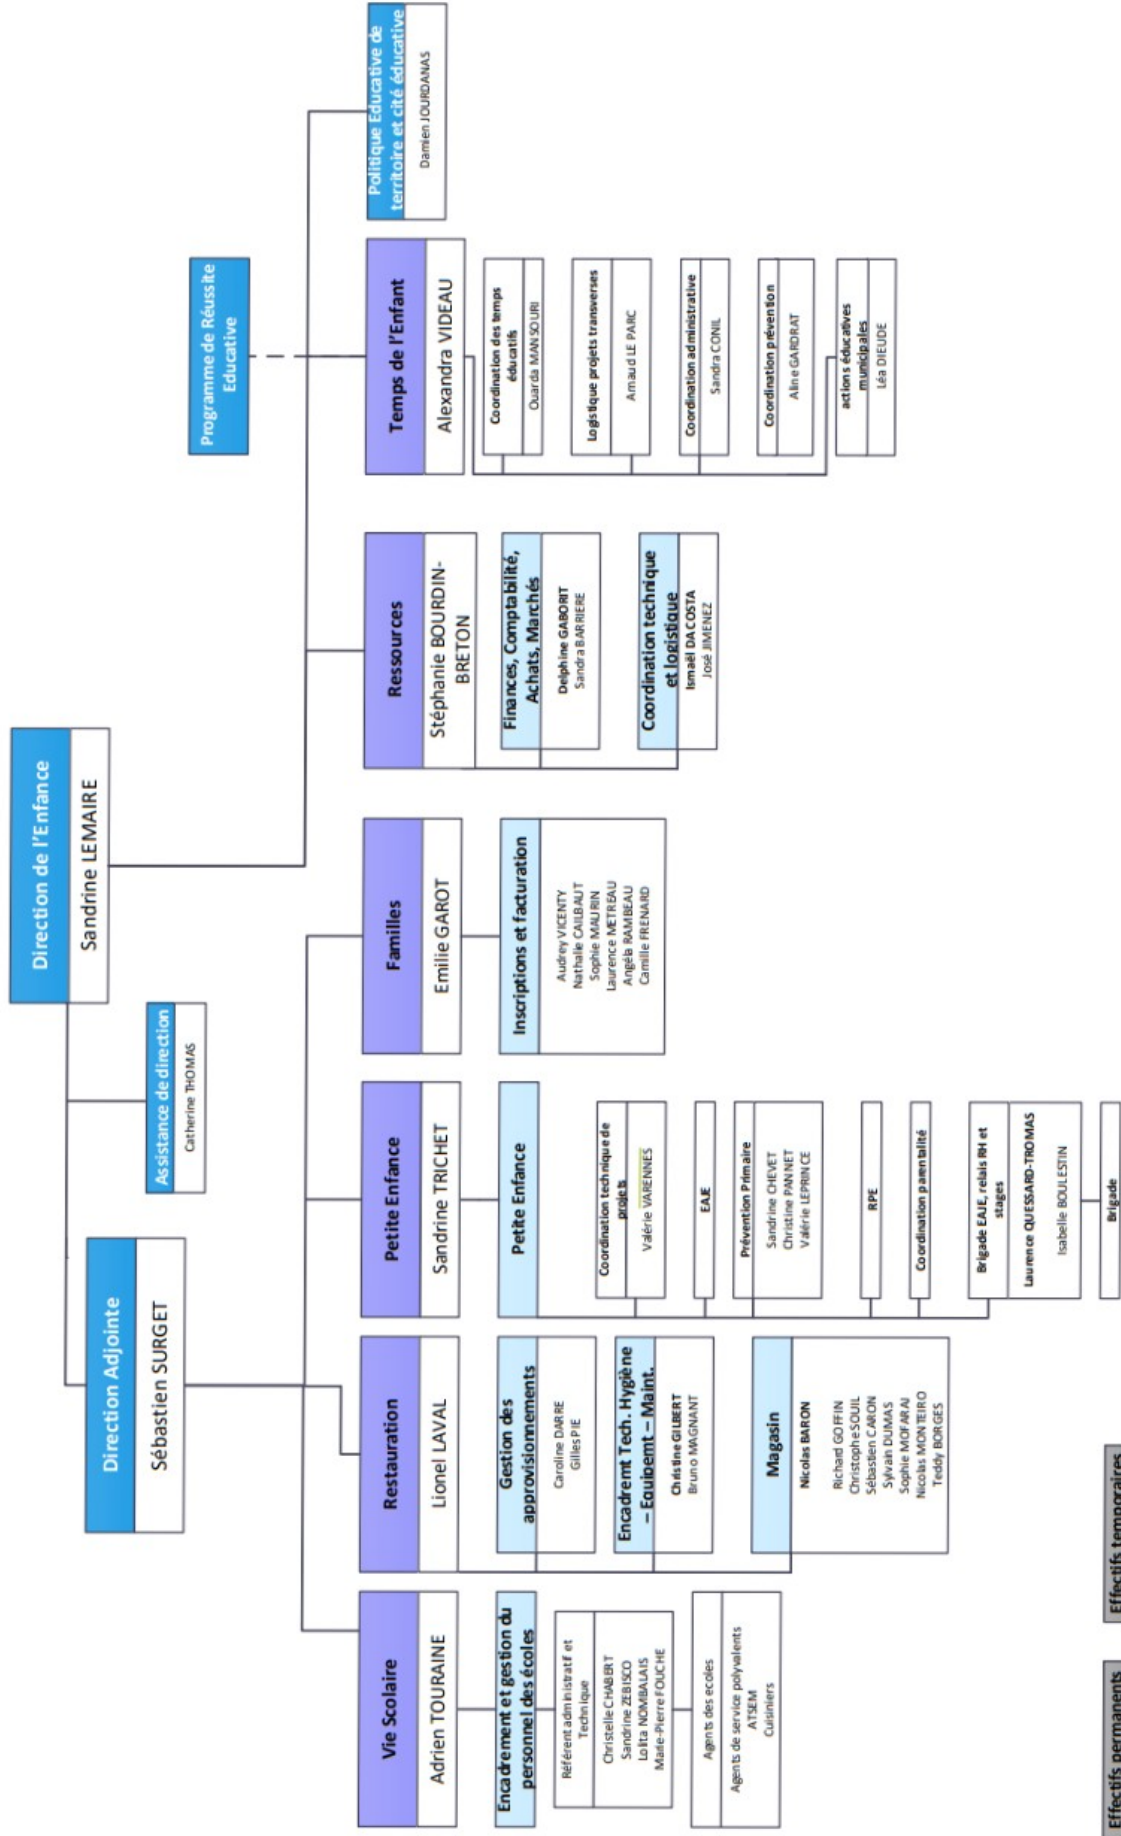 Direction de l'Enfance
Sandrine LEMAIRE
Assistance de direction
Catherine THOMAS
Direction Adjointe
Sébastien SURGET
Programme de Réussite
Educative
Vie Scolaire
Adrien TOURAINE
Encadrement et gestion du
personnel des écoles
Référent administratif et
Technique
Christelle CHABERT
Sandrine ZEBISCO
Lolita NOMBALAIS
Marie-Pierre FOUCHE
Agents des ecoles
Agents de service polyvalents
ATSEM
Cuisiniers
Restauration
Lionel LAVAL
Gestion des
approvisionnements
Caroline DARRE
Gilles PIE
Encadremt Tech. Hygiène
– Equipemt – Maint.
Christine GILBERT
Bruno MAGNANT
Magasin
Nicolas BARON
Richard GOFFIN
Christophe SOUIL
Sébastien CARON
Sylvain DUMAS
Sophie MOFARAJ
Nicolas MONTEIRO
Teddy BORGES
Petite Enfance
Sandrine TRICHET
Petite Enfance
Coordination technique de
projets
Valérie VARENNES
EAJE
Prévention Primaire
Sandrine CHEVET
Christine PANNET
Valérie LEPRINCE
RPE
Coordination parentalité
Brigade EAJE, relais RH et
stages
Laurence QUESSARD-TROMAS
Isabelle BOULESTIN
Brigade
Familles
Emilie GAROT
Inscriptions et facturation
Audrey VICENTY
Nathalie CAILBAUT
Sophie MAURIN
Laurence METREAU
Angéla RAMBEAU
Camille FRENARD
Ressources
Stéphanie BOURDIN-
BRETON
Finances, Comptabilité,
Achats, Marchés
Delphine GABORIT
Sandra BARRIERE
Coordination technique
et logistique
Ismaël DA COSTA
José JIMENEZ
Temps de l'Enfant
Alexandra VIDEAU
Coordination des temps
éducatifs
Ouarda MANSOURI
Logistique projets transverses
Arnaud LE PARC
Coordination administrative
Sandra CONIL
Coordination prévention
Aline GARDRAT
actions éducatives
municipales
Léa DIEUDE
Politique Educative de
territoire et cité éducative
Damien JOURDANAS
Effectifs permanents
Effectifs temporaires